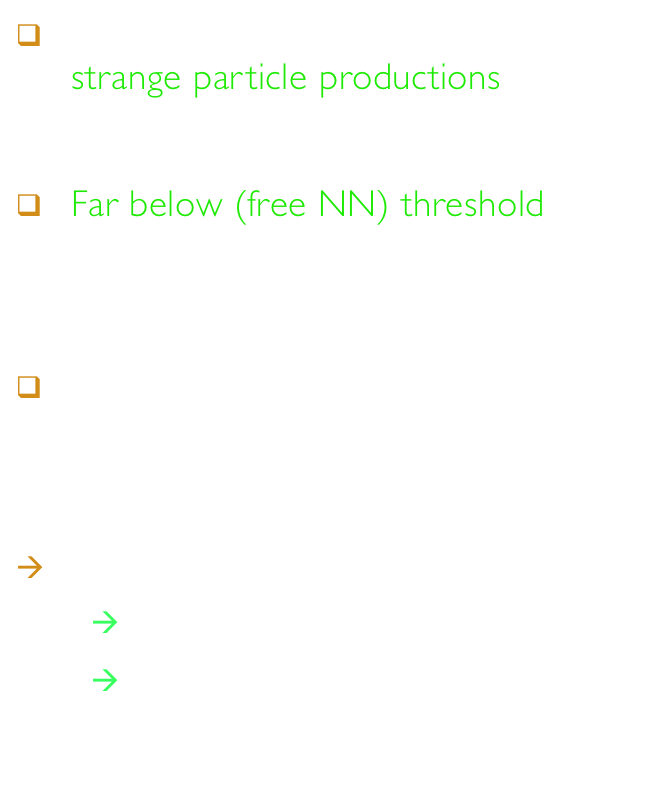 ❑
strange particle productions
❑ Far below (free NN) threshold
❑
→
→
→